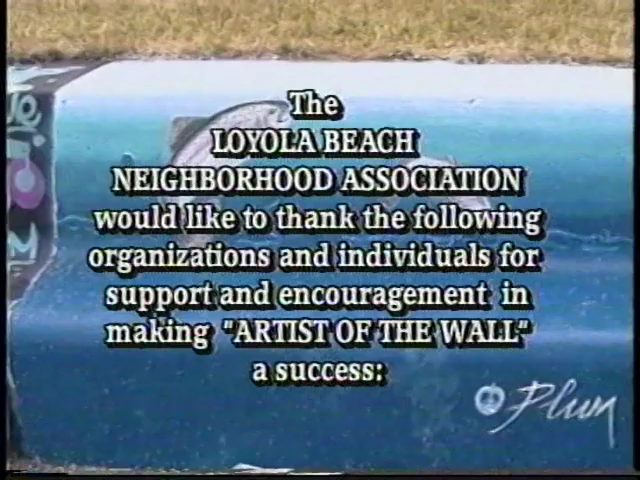 The
LOYOLA BEACH
NEIGHBORHOOD ASSOCIATION
would like to thank the following
organizations and individuals for
support and encouragement in
making "ARTIST OF THE WALL"
a success:
Plum